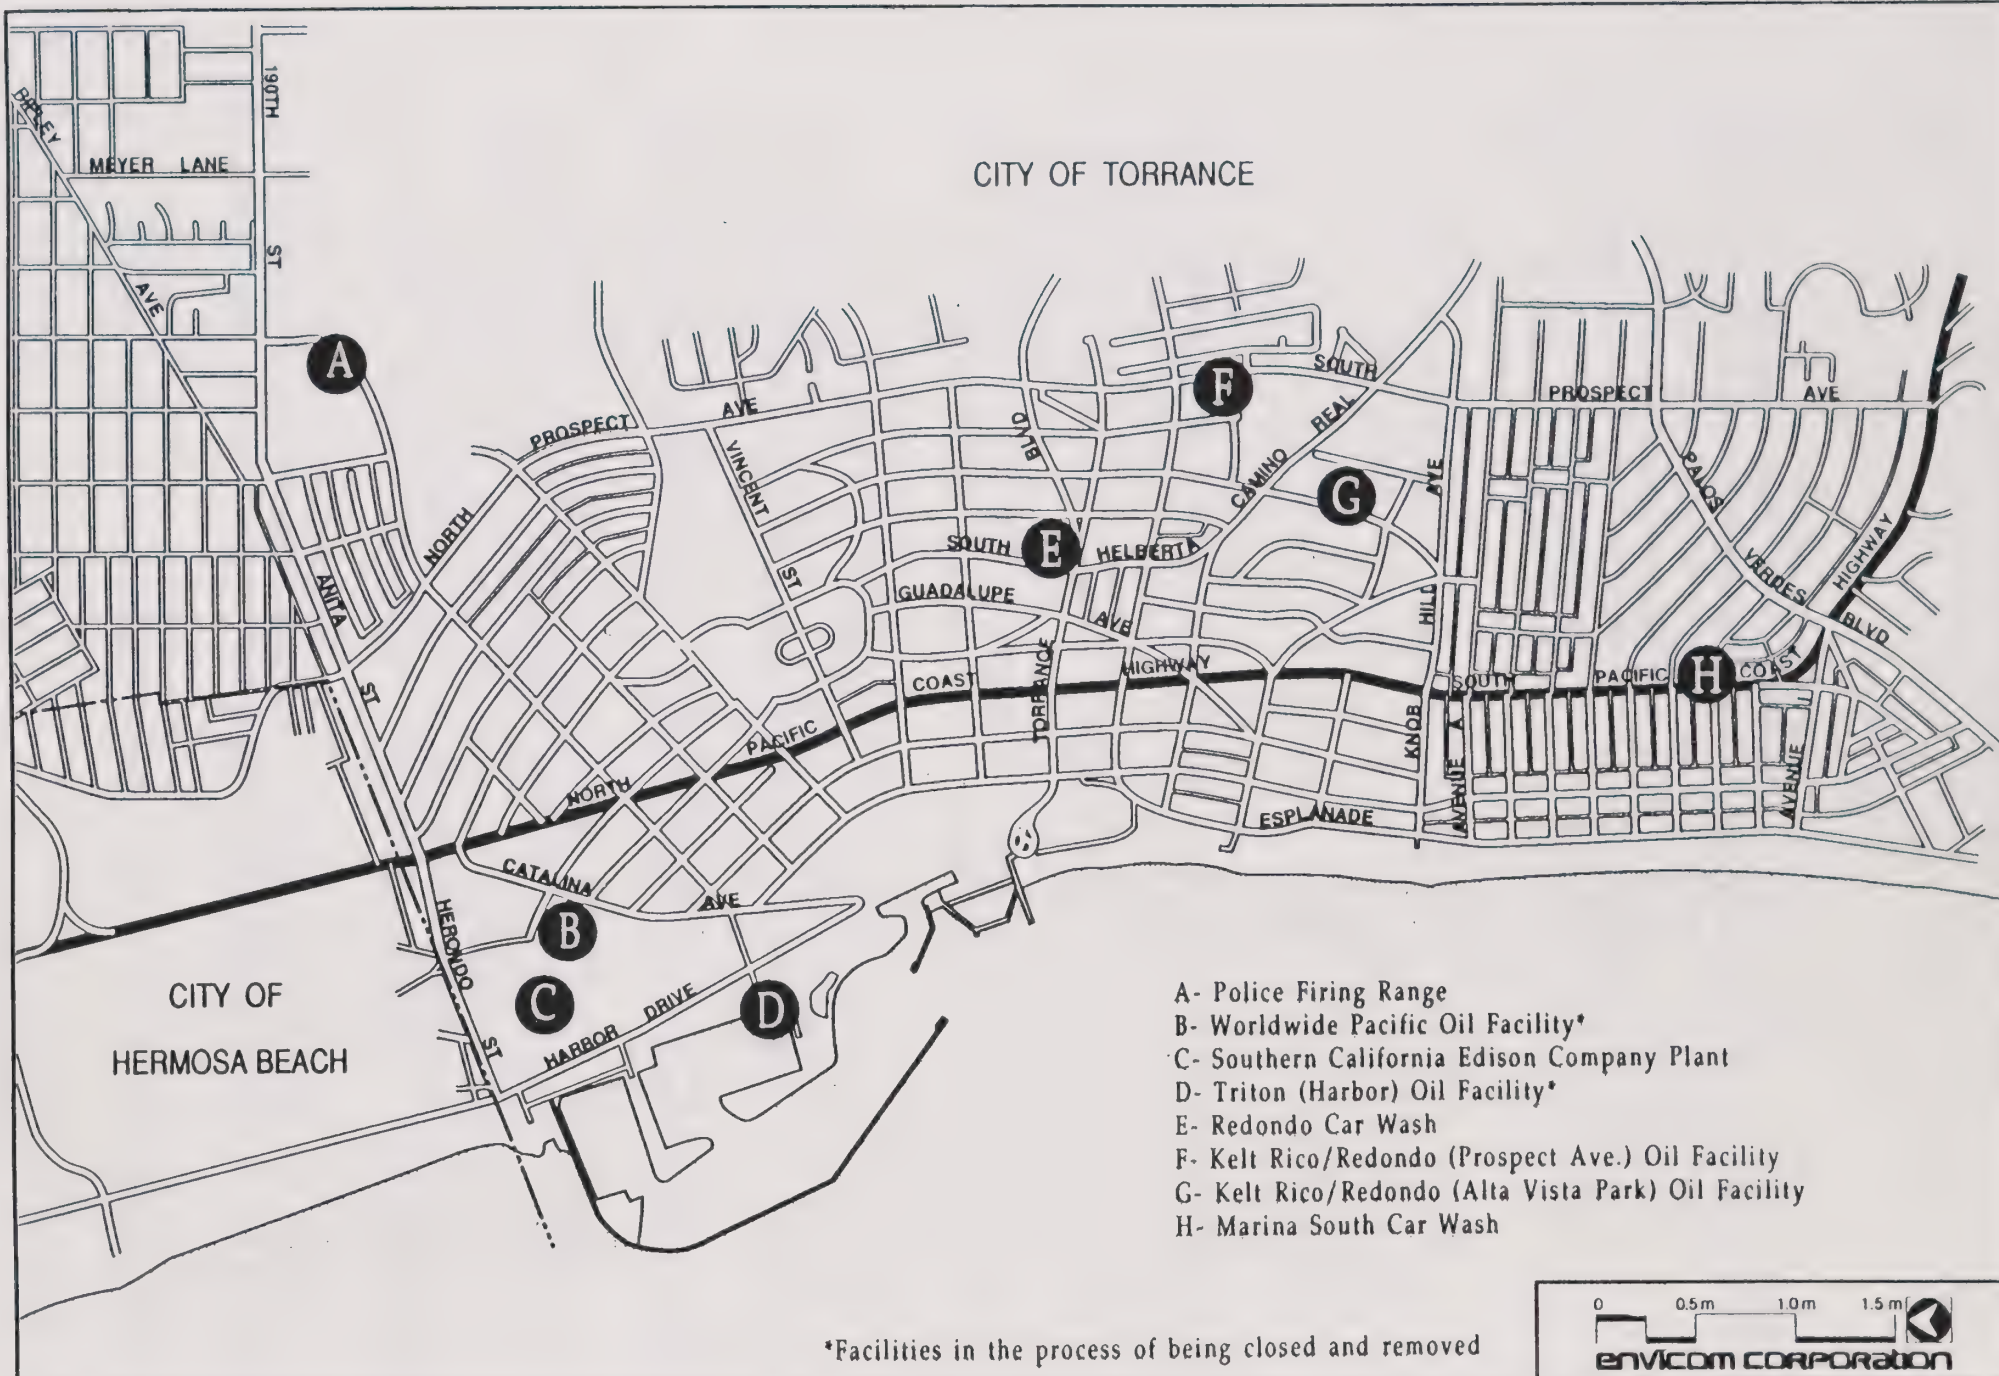 190TH
RIPLEY
MEYER LANE
CITY OF TORRANCE
ST
AVE
SOUTH
PROSPECT
AVE
AVE
PROSPECT
BLVD
REAL
VINCENT
CAMINO
AVE
PALOS
NORTH
HIGHWAY
SOUTH
HELBERTA
VERDES
ST
ANITA
GUADALUPE
AVE
HILD
BLVD
HIGHWAY
COAST
TORRANCE
ST
SOUTH
PACIFIC
COAST
PACIFIC
KNOB
AVENUE A
AVENUE
NORTH
ESPLANADE
CATALINA
AVE
HERONDO
ST
HARBOR
DRIVE
A
B
C
D
E
F
G
H
CITY OF
HERMOSA BEACH
A- Police Firing Range
B- Worldwide Pacific Oil Facility*
C- Southern California Edison Company Plant
D- Triton (Harbor) Oil Facility*
E- Redondo Car Wash
F- Kelt Rico/Redondo (Prospect Ave.) Oil Facility
G- Kelt Rico/Redondo (Alta Vista Park) Oil Facility
H- Marina South Car Wash
*Facilities in the process of being closed and removed
0 0.5m 1.0m 1.5m
envicom corporation